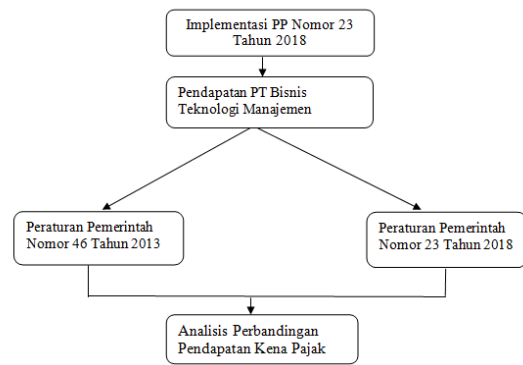 Implementasi PP Nomor 23
Tahun 2018
Pendapatan PT Bisnis
Teknologi Manajemen
Peraturan Pemerintah
Nomor 46 Tahun 2013
Peraturan Pemerintah
Nomor 23 Tahun 2018
Analisis Perbandingan
Pendapatan Kena Pajak